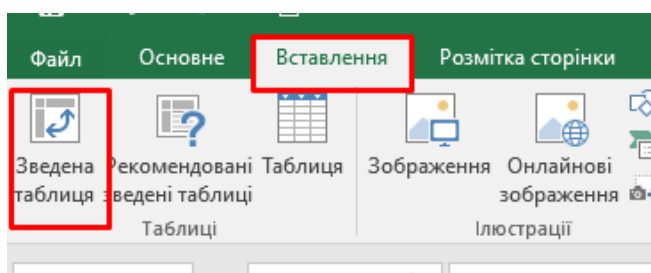 Файл Основне Вставлення Розмітка сторінки
Зведена Рекомендовані Таблиця Зображення Онлайнові
таблиця зведені таблиці зображення
Таблиці Ілюстрації